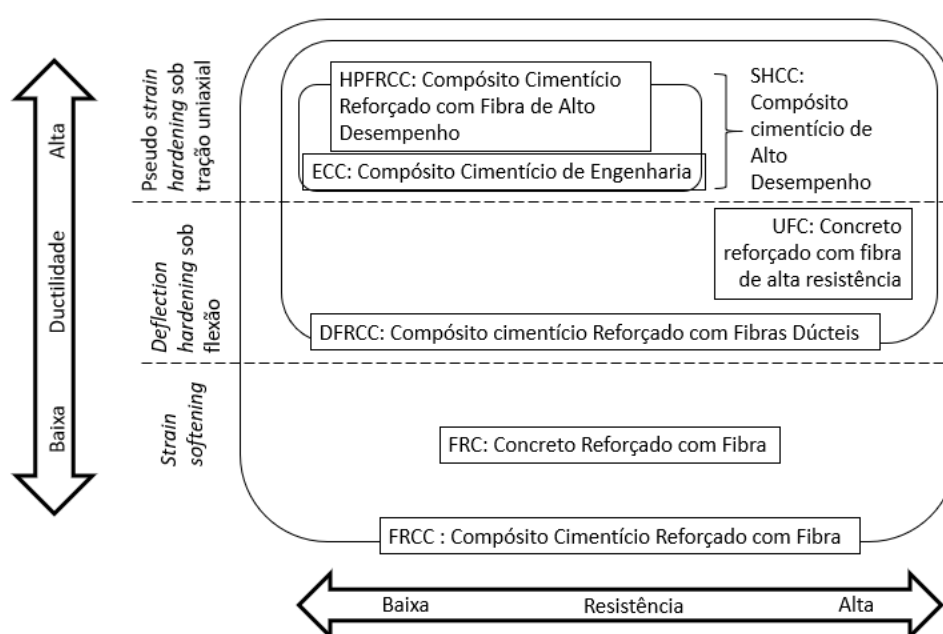 Alta
Ductilidade
Baixa
Pseudo strain
hardening sob
tração uniaxial
Deflection
hardening sob
flexão
Strain
softening
HPFRCC: Compósito Cimentício
Reforçado com Fibra de Alto
Desempenho
ECC: Compósito Cimentício de Engenharia
SHCC:
Compósito
cimentício de
Alto
Desempenho
UFC: Concreto
reforçado com fibra
de alta resistência
DFRCC: Compósito cimentício Reforçado com Fibras Dúcteis
FRC: Concreto Reforçado com Fibra
FRCC : Compósito Cimentício Reforçado com Fibra
Baixa Resistência Alta